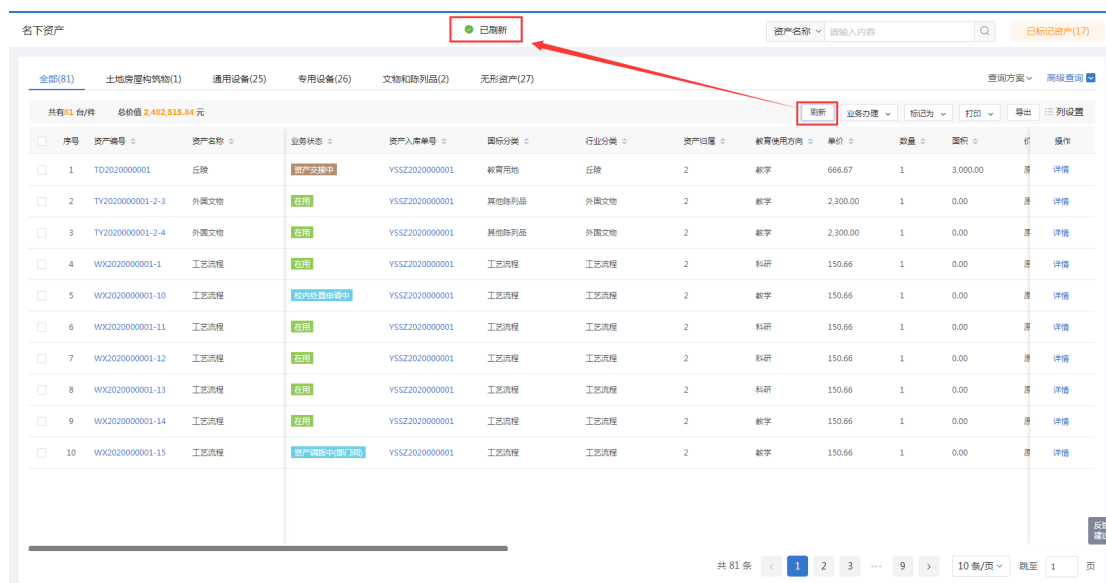 名下资产 已刷新 资产名称 请输入内容 已标记资产(17)
全部(81) 土地房屋构筑物(1) 通用设备(25) 专用设备(26) 文物和陈列品(2) 无形资产(27) 查询方案 高级查询
共有81 台/件 总价值 2,482,515.84 元 刷新 业务办理 标记为 打印 导出 列设置
序号 资产编号 资产名称 业务状态 资产入库单号 国标分类 行业分类 资产归属 教育使用方向 单价 数量 面积 操作
1 TD2020000001 丘陵 资产交接中 YSSZ2020000001 教育用地 丘陵 2 教学 666.67 1 3,000.00 详情
2 TY2020000001-2-3 外国文物 在用 YSSZ2020000001 其他陈列品 外国文物 2 教学 2,300.00 1 0.00 详情
3 TY2020000001-2-4 外国文物 在用 YSSZ2020000001 其他陈列品 外国文物 2 教学 2,300.00 1 0.00 详情
4 WX2020000001-1 工艺流程 在用 YSSZ2020000001 工艺流程 工艺流程 2 科研 150.66 1 0.00 详情
5 WX2020000001-10 工艺流程 校内处置申请中 YSSZ2020000001 工艺流程 工艺流程 2 教学 150.66 1 0.00 详情
6 WX2020000001-11 工艺流程 在用 YSSZ2020000001 工艺流程 工艺流程 2 科研 150.66 1 0.00 详情
7 WX2020000001-12 工艺流程 在用 YSSZ2020000001 工艺流程 工艺流程 2 科研 150.66 1 0.00 详情
8 WX2020000001-13 工艺流程 在用 YSSZ2020000001 工艺流程 工艺流程 2 科研 150.66 1 0.00 详情
9 WX2020000001-14 工艺流程 在用 YSSZ2020000001 工艺流程 工艺流程 2 教学 150.66 1 0.00 详情
10 WX2020000001-15 工艺流程 资产调拨中(部门间) YSSZ2020000001 工艺流程 工艺流程 2 教学 150.66 1 0.00 详情
共 81 条 1 2 3 ··· 9 10 条/页 跳至 1 页